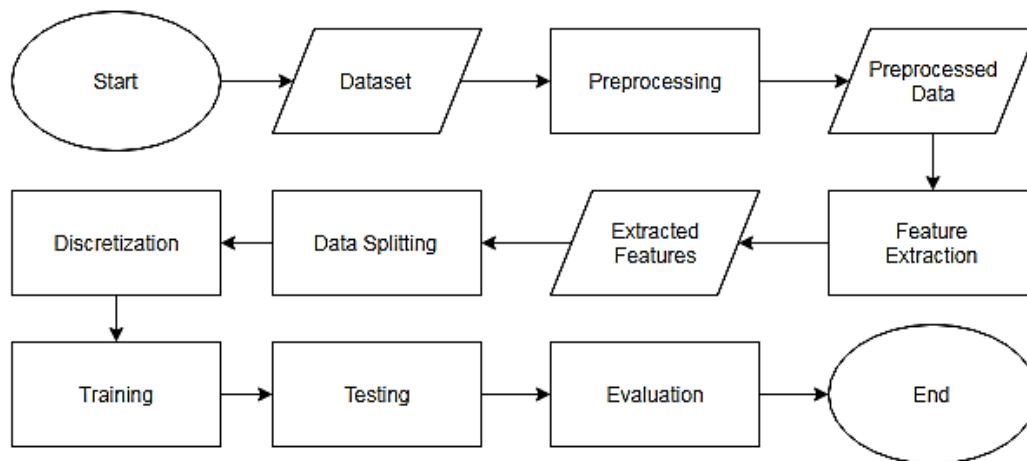 Start
Dataset
Preprocessing
Preprocessed
Data
Feature
Extraction
Extracted
Features
Data Splitting
Discretization
Training
Testing
Evaluation
End